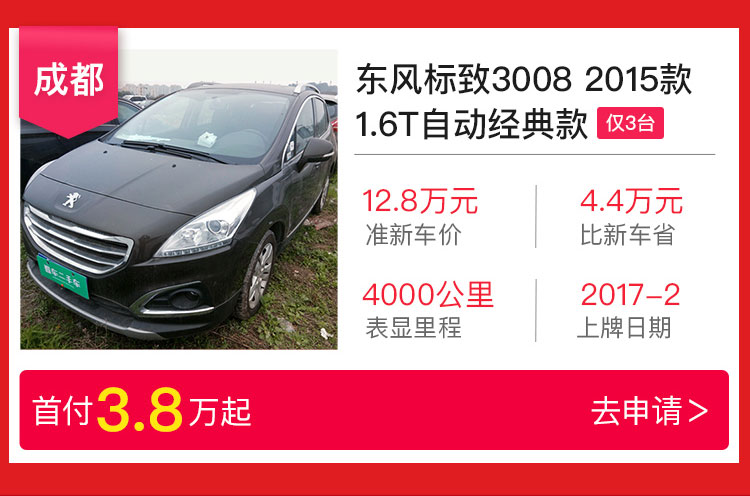 成都
东风标致3008 2015款
1.6T自动经典款 仅3台
12.8万元
准新车价
4.4万元
比新车省
4000公里
表显里程
2017-2
上牌日期
首付3.8万起
去申请>